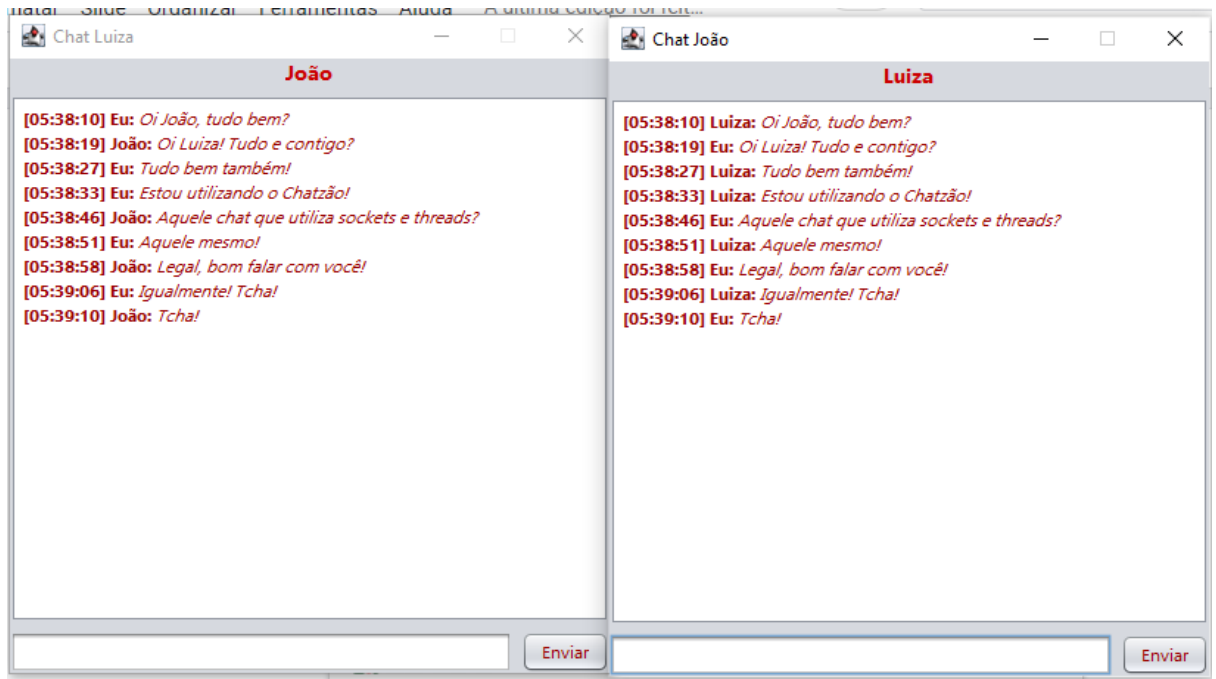 Slide Organizar Ferramentas Ajuda A última edição foi
Chat Luiza
João
[05:38:10] Eu: Oi João, tudo bem?
[05:38:19] João: Oi Luiza! Tudo e contigo?
[05:38:27] Eu: Tudo bem também!
[05:38:33] Eu: Estou utilizando o Chatzão!
[05:38:46] João: Aquele chat que utiliza sockets e threads?
[05:38:51] Eu: Aquele mesmo!
[05:38:58] João: Legal, bom falar com você!
[05:39:06] Eu: Igualmente! Tcha!
[05:39:10] João: Tcha!
Enviar
Chat João
Luiza
[05:38:10] Luiza: Oi João, tudo bem?
[05:38:19] Eu: Oi Luiza! Tudo e contigo?
[05:38:27] Luiza: Tudo bem também!
[05:38:33] Luiza: Estou utilizando o Chatzão!
[05:38:46] Eu: Aquele chat que utiliza sockets e threads?
[05:38:51] Luiza: Aquele mesmo!
[05:38:58] Eu: Legal, bom falar com você!
[05:39:06] Luiza: Igualmente! Tcha!
[05:39:10] Eu: Tcha!
Enviar